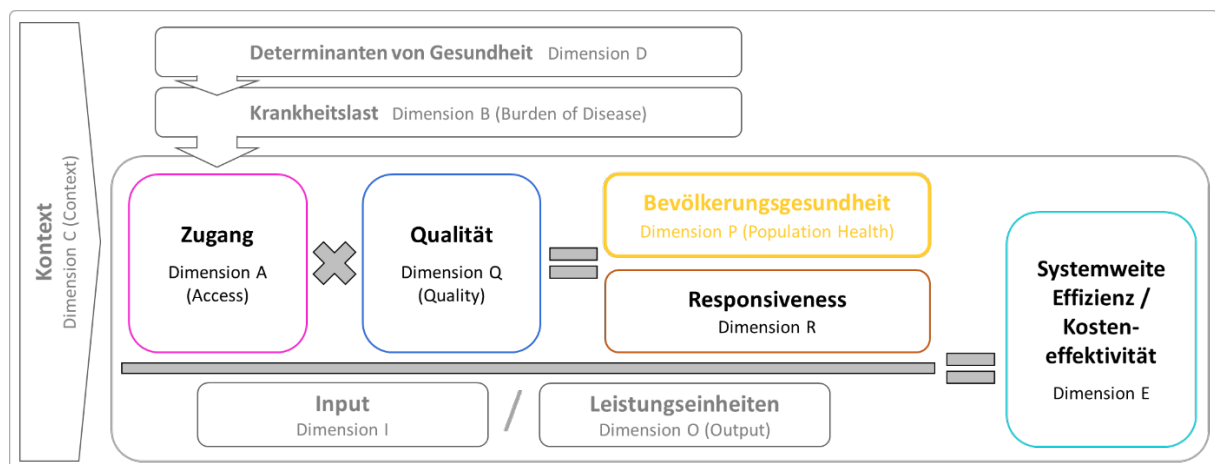 Kontext
Dimension C (Context)
Determinanten von Gesundheit Dimension D
Krankheitslast Dimension B (Burden of Disease)
Zugang
Dimension A
(Access)
Qualität
Dimension Q
(Quality)
Bevölkerungsgesundheit
Dimension P (Population Health)
Responsiveness
Dimension R
Input
Dimension I
/
Leistungseinheiten
Dimension O (Output)
Systemweite
Effizienz /
Kosten-
effektivität
Dimension E